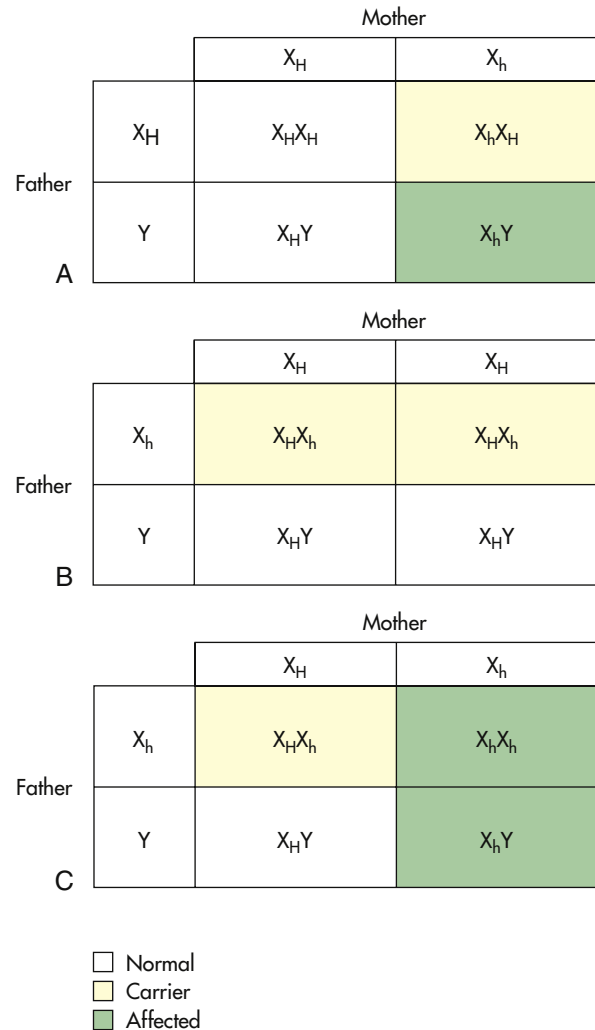 Mother
X_H X_h
X_H X_HX_H X_hX_H
Father
Y X_HY X_hY
A
Mother
X_H X_H
X_h X_HX_h X_HX_h
Father
Y X_HY X_HY
B
Mother
X_H X_h
X_h X_HX_h X_hX_h
Father
Y X_HY X_hY
C
Normal
Carrier
Affected